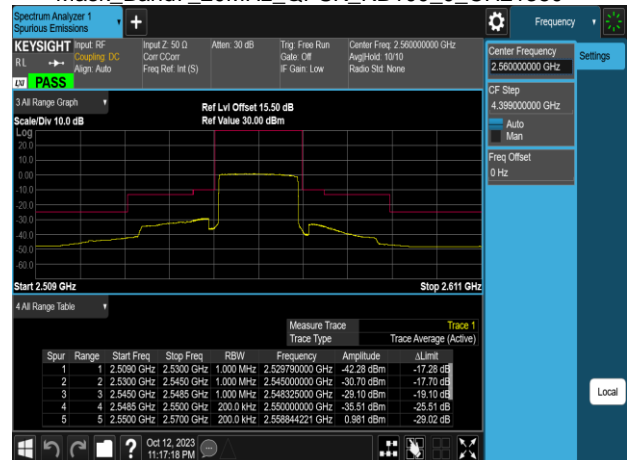 Spectrum Analyzer 1
Spurious Emissions
+
Frequency
KEYSIGHT
RL
Input: RF
Coupling: DC
Align: Auto
Input Z: 50 Ω
Corr CCorr
Freq Ref: Int (S)
Atten: 30 dB
Trig: Free Run
Gate: Off
IF Gain: Low
Center Freq: 2.560000000 GHz
Avg|Hold: 10/10
Radio Std: None
LXI PASS
3 All Range Graph
Scale/Div 10.0 dB
Ref Lvl Offset 15.50 dB
Ref Value 30.00 dBm
Log
20.0
10.0
0.00
-10.0
-20.0
-30.0
-40.0
-50.0
-60.0
Start 2.509 GHz
Stop 2.611 GHz
4 All Range Table
Measure Trace Trace 1
Trace Type Trace Average (Active)
Spur Range Start Freq Stop Freq RBW Frequency Amplitude ΔLimit
1 1 2.5090 GHz 2.5300 GHz 1.000 MHz 2.529790000 GHz -42.28 dBm -17.28 dB
2 2 2.5300 GHz 2.5450 GHz 1.000 MHz 2.545000000 GHz -30.70 dBm -17.70 dB
3 3 2.5450 GHz 2.5485 GHz 1.000 MHz 2.548325000 GHz -29.10 dBm -19.10 dB
4 4 2.5485 GHz 2.5500 GHz 200.0 kHz 2.550000000 GHz -35.51 dBm -25.51 dB
5 5 2.5500 GHz 2.5700 GHz 200.0 kHz 2.558844221 GHz 0.981 dBm -29.02 dB
Center Frequency
2.560000000 GHz
Settings
CF Step
4.399000000 GHz
Auto
Man
Freq Offset
0 Hz
Local
?
Oct 12, 2023
11:17:18 PM